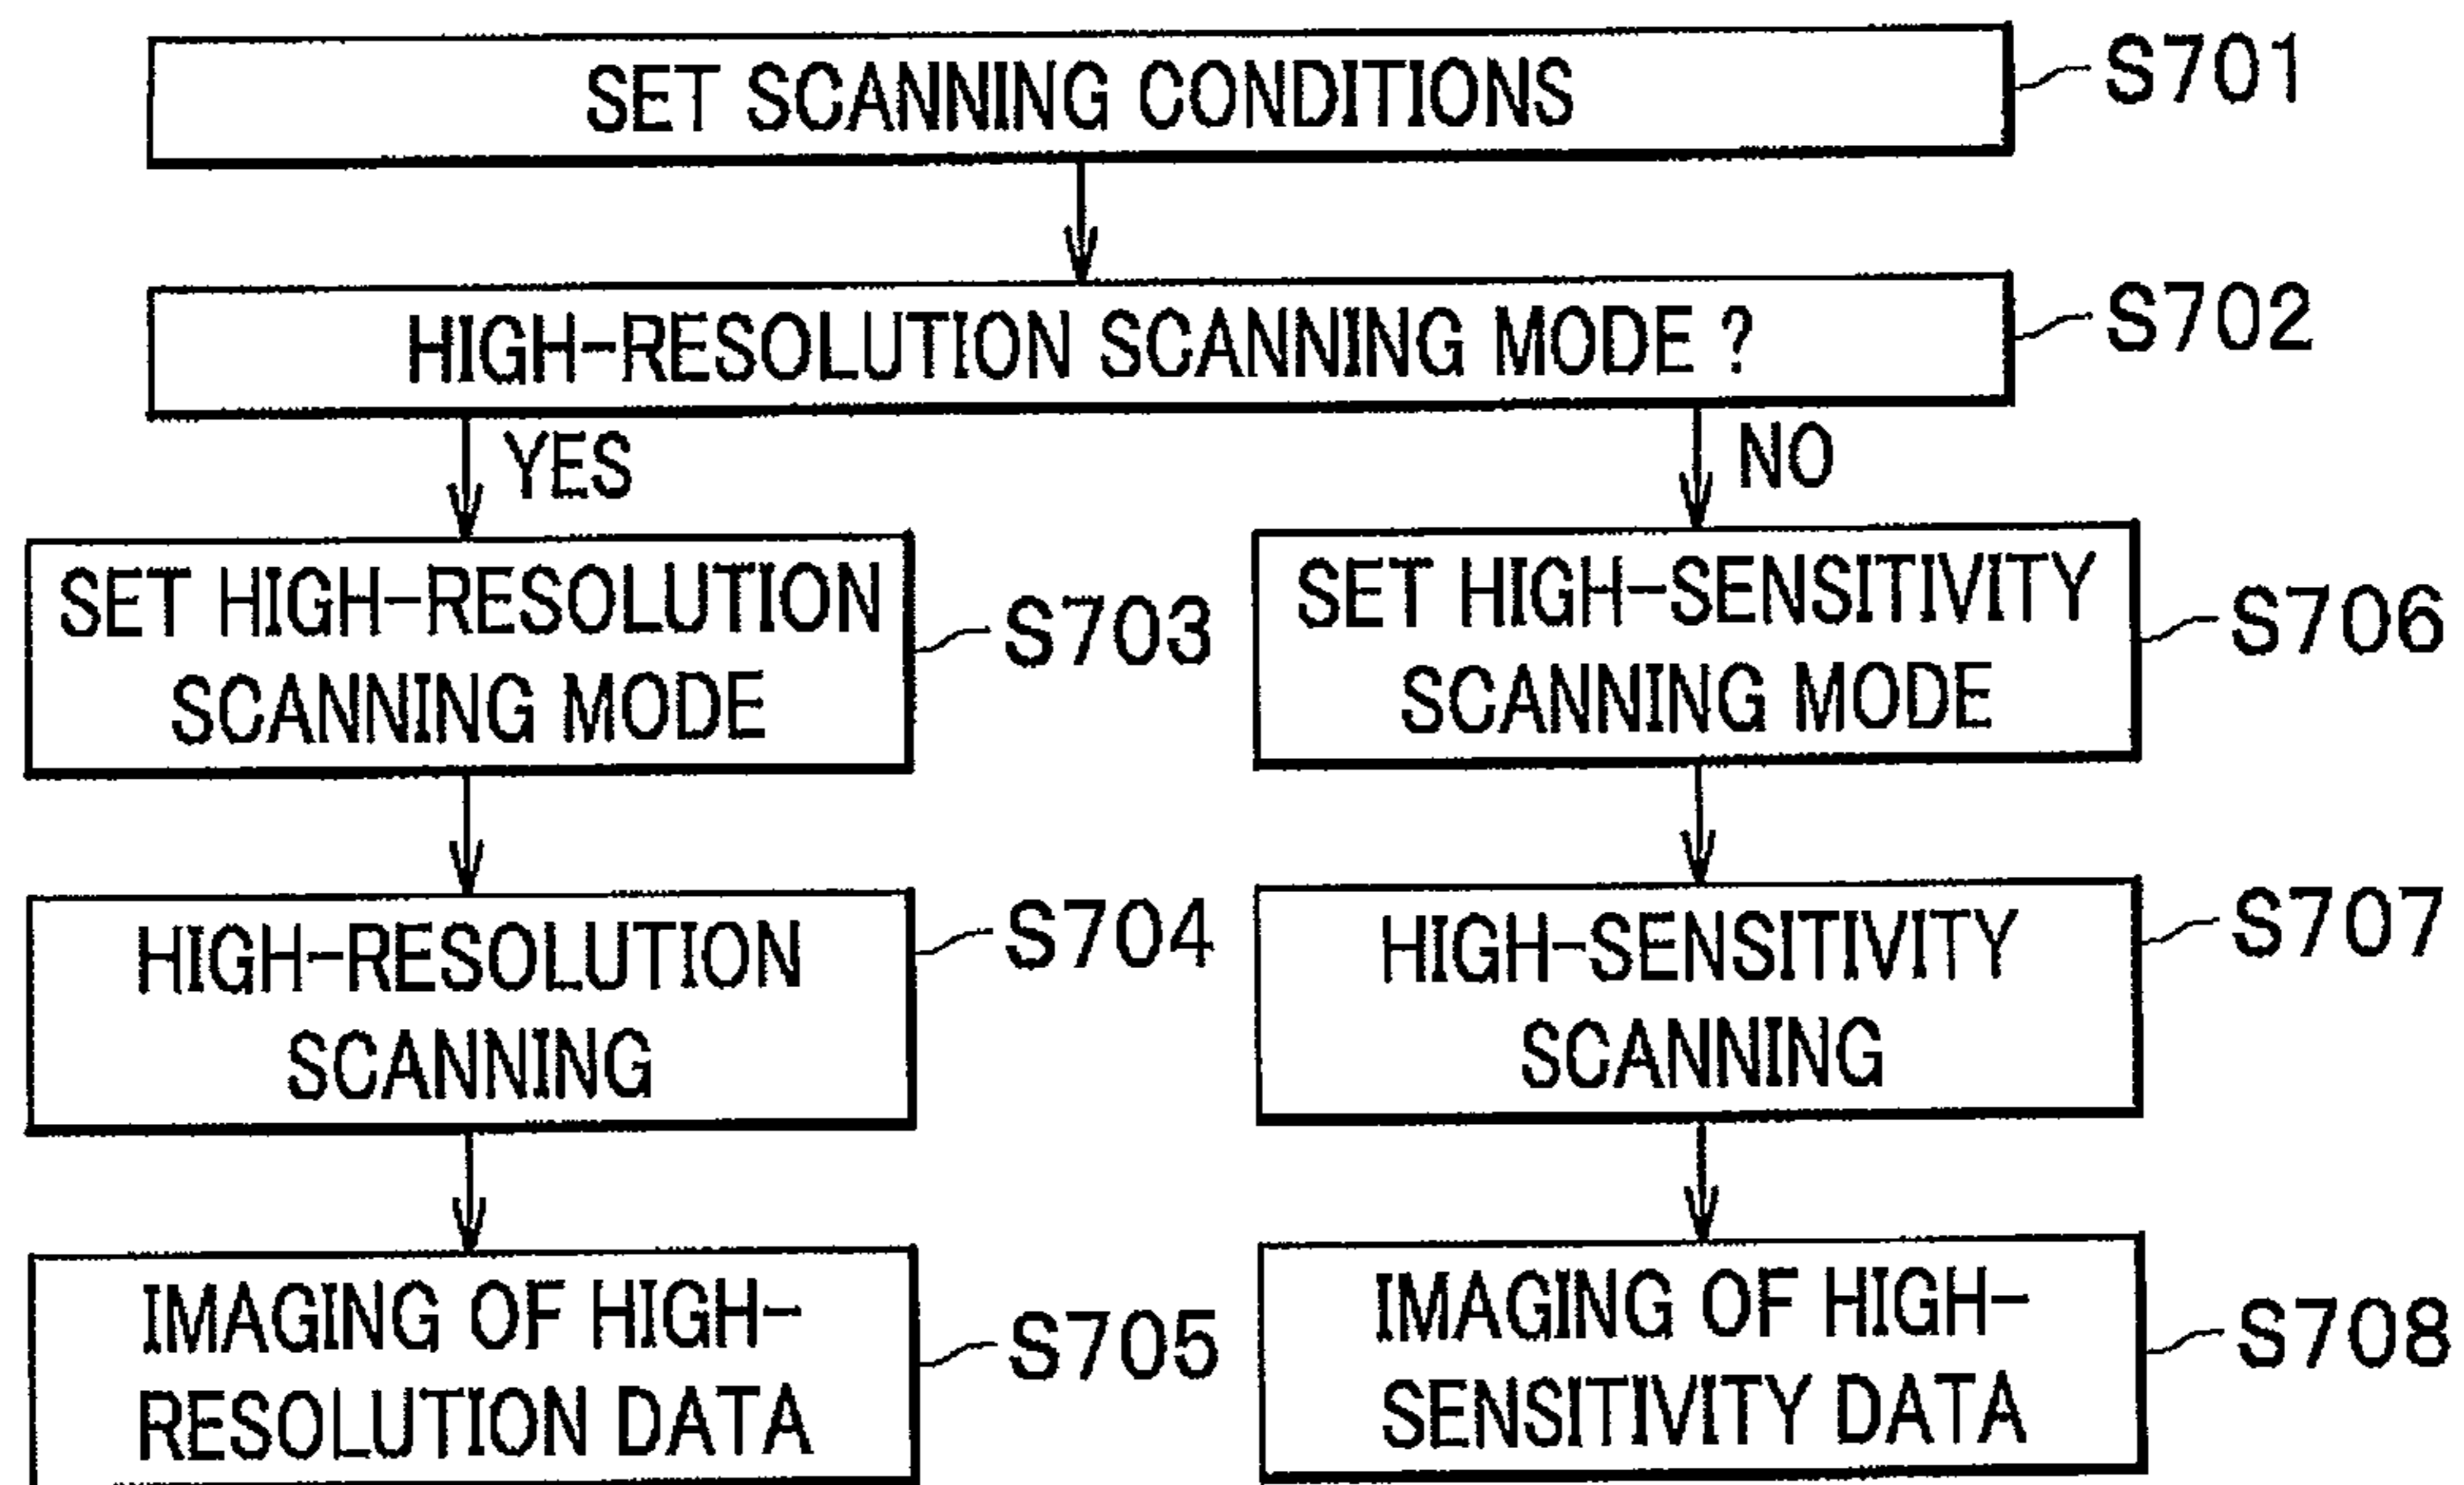 SET SCANNING CONDITIONS
S701
HIGH-RESOLUTION SCANNING MODE ?
S702
YES
NO
SET HIGH-RESOLUTION
SCANNING MODE
S703
SET HIGH-SENSITIVITY
SCANNING MODE
S706
HIGH-RESOLUTION
SCANNING
S704
HIGH-SENSITIVITY
SCANNING
S707
IMAGING OF HIGH-
RESOLUTION DATA
S705
IMAGING OF HIGH-
SENSITIVITY DATA
S708